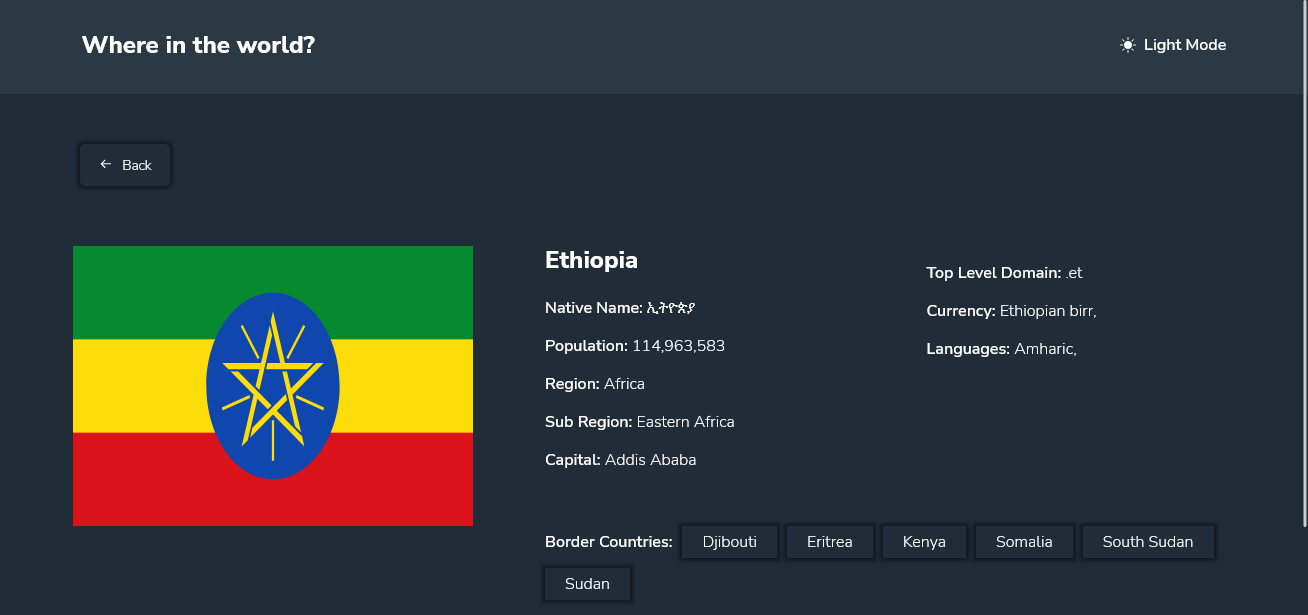 Where in the world?
Light Mode
Back
Ethiopia
Native Name: ኢትዮጵያ
Population: 114,963,583
Region: Africa
Sub Region: Eastern Africa
Capital: Addis Ababa
Top Level Domain: .et
Currency: Ethiopian birr,
Languages: Amharic,
Border Countries: Djibouti Eritrea Kenya Somalia South Sudan
Sudan